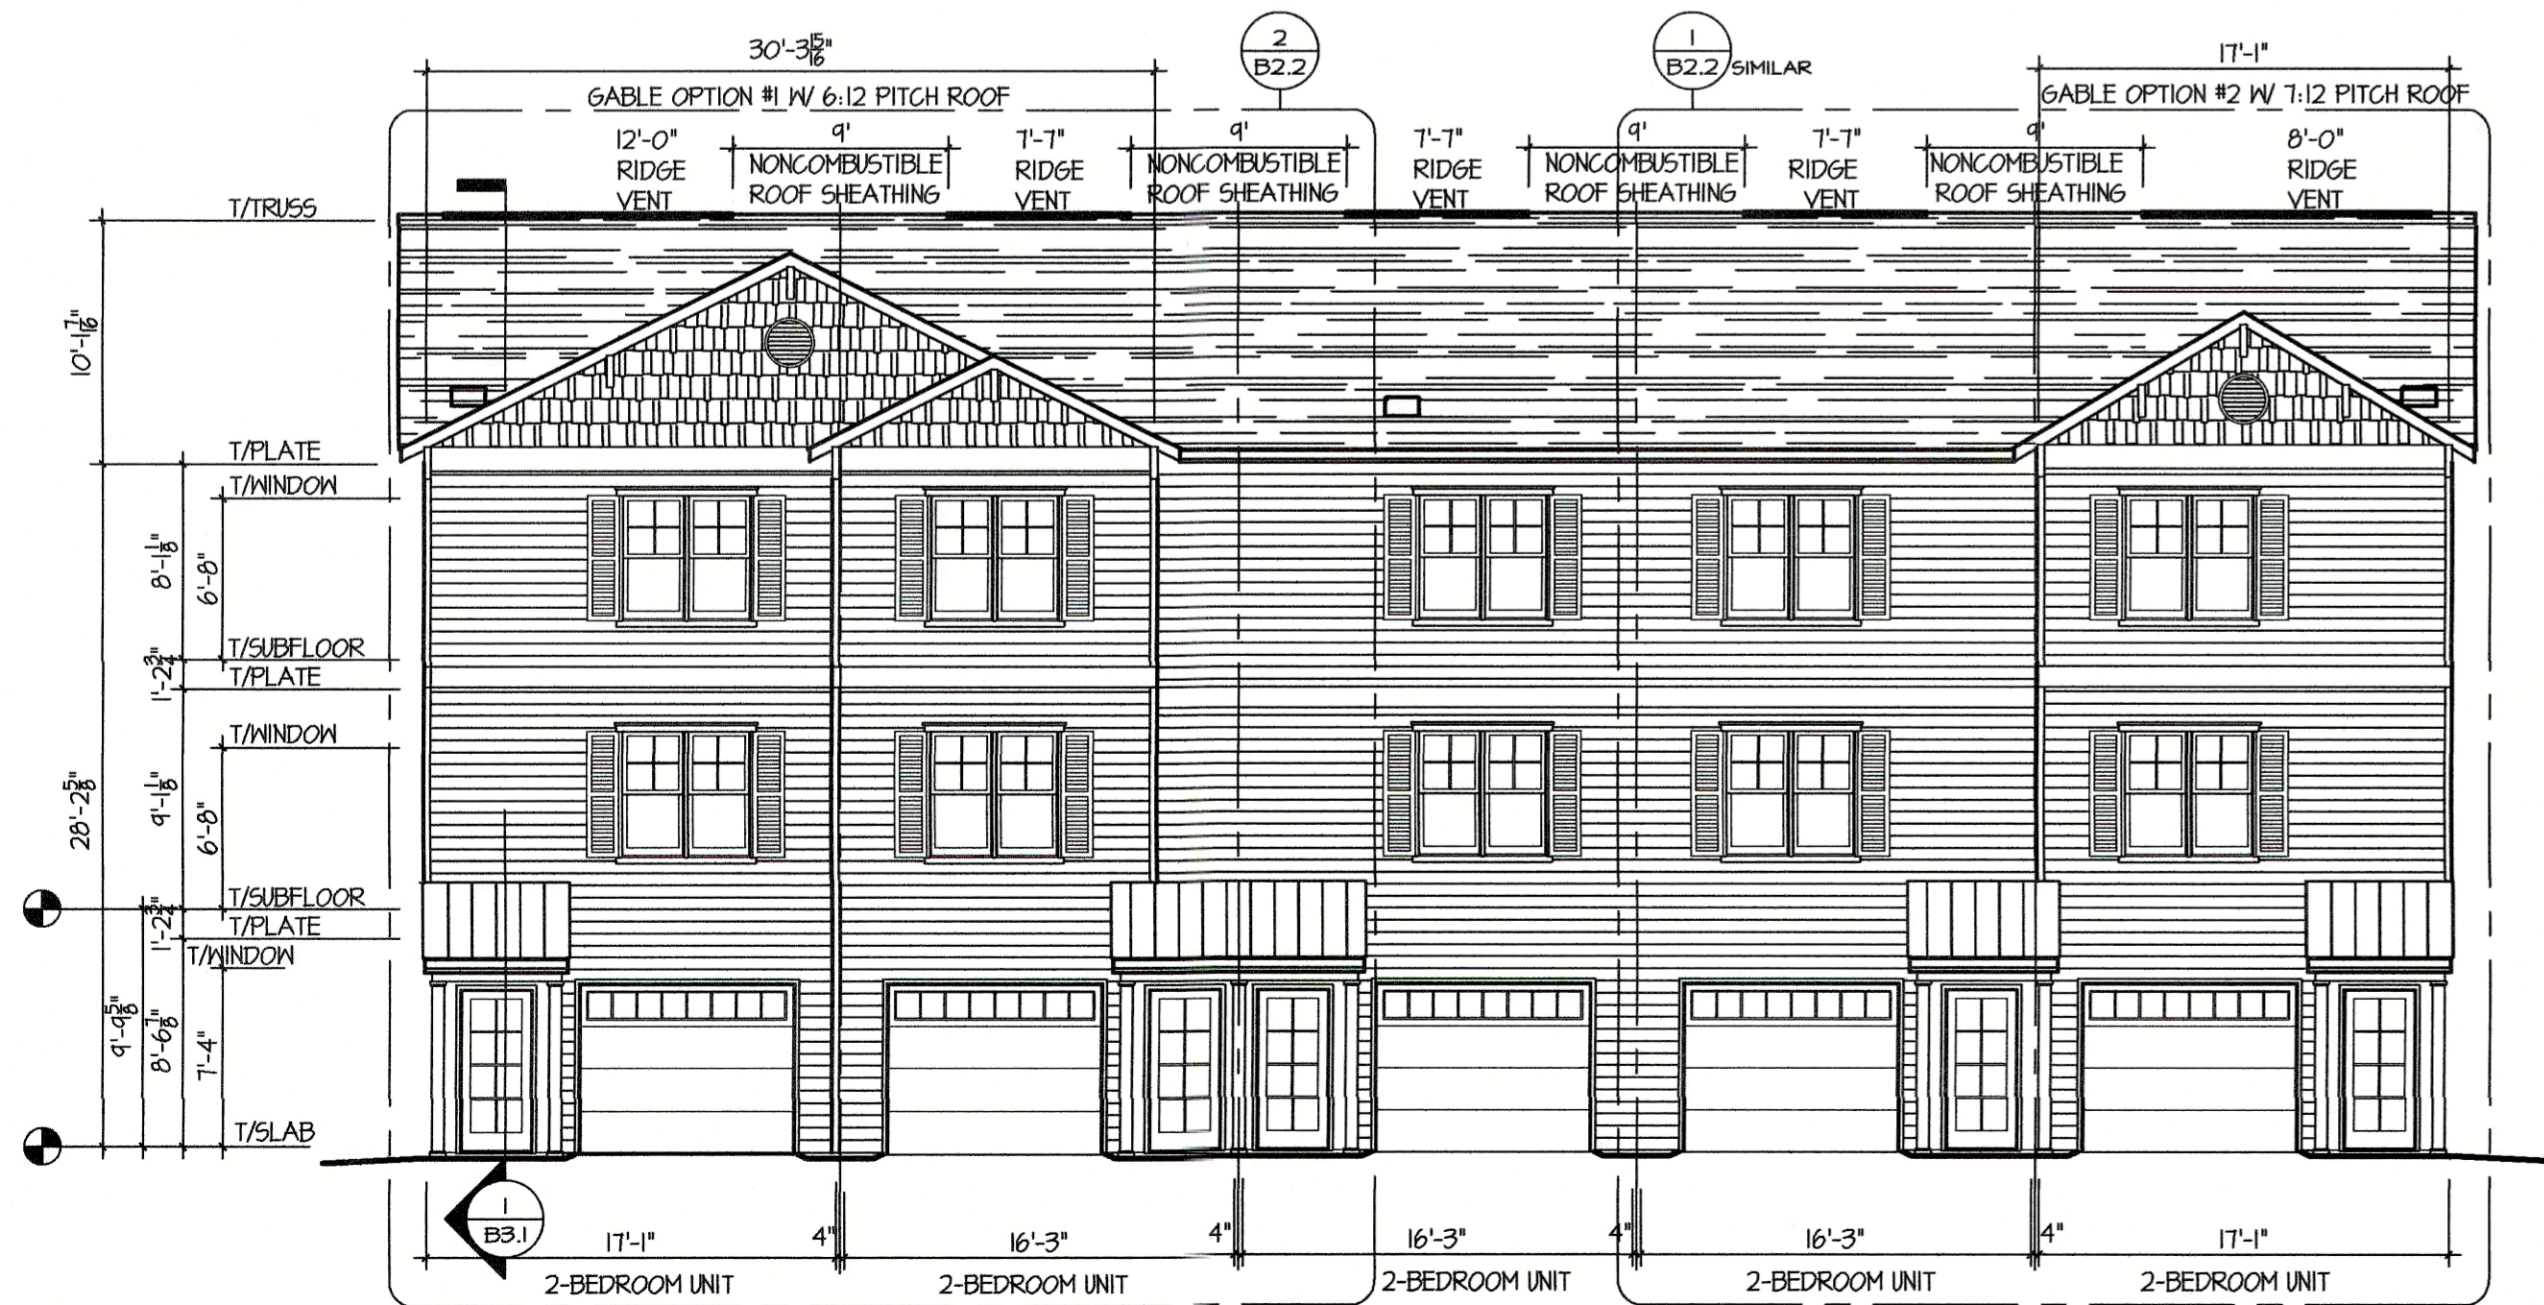 30'-3 15/16"
2
B2.2
1
B2.2 SIMILAR
17'-1"
GABLE OPTION #1 W/ 6:12 PITCH ROOF
GABLE OPTION #2 W/ 7:12 PITCH ROOF
12'-0"
RIDGE
VENT
9'
NONCOMBUSTIBLE
ROOF SHEATHING
7'-7"
RIDGE
VENT
9'
NONCOMBUSTIBLE
ROOF SHEATHING
7'-7"
RIDGE
VENT
9'
NONCOMBUSTIBLE
ROOF SHEATHING
7'-7"
RIDGE
VENT
9'
NONCOMBUSTIBLE
ROOF SHEATHING
8'-0"
RIDGE
VENT
T/TRUSS
10'-1 7/16"
T/PLATE
T/WINDOW
8'-1 1/8"
6'-8"
T/SUBFLOOR
1'-2 3/4"
T/PLATE
T/WINDOW
28'-2 5/8"
9'-1 1/8"
6'-8"
T/SUBFLOOR
1'-2 3/4"
T/PLATE
T/WINDOW
9'-9 5/8"
8'-6 7/8"
7'-4"
T/SLAB
1
B3.1
17'-1"
4"
16'-3"
4"
16'-3"
4"
16'-3"
4"
17'-1"
2-BEDROOM UNIT
2-BEDROOM UNIT
2-BEDROOM UNIT
2-BEDROOM UNIT
2-BEDROOM UNIT